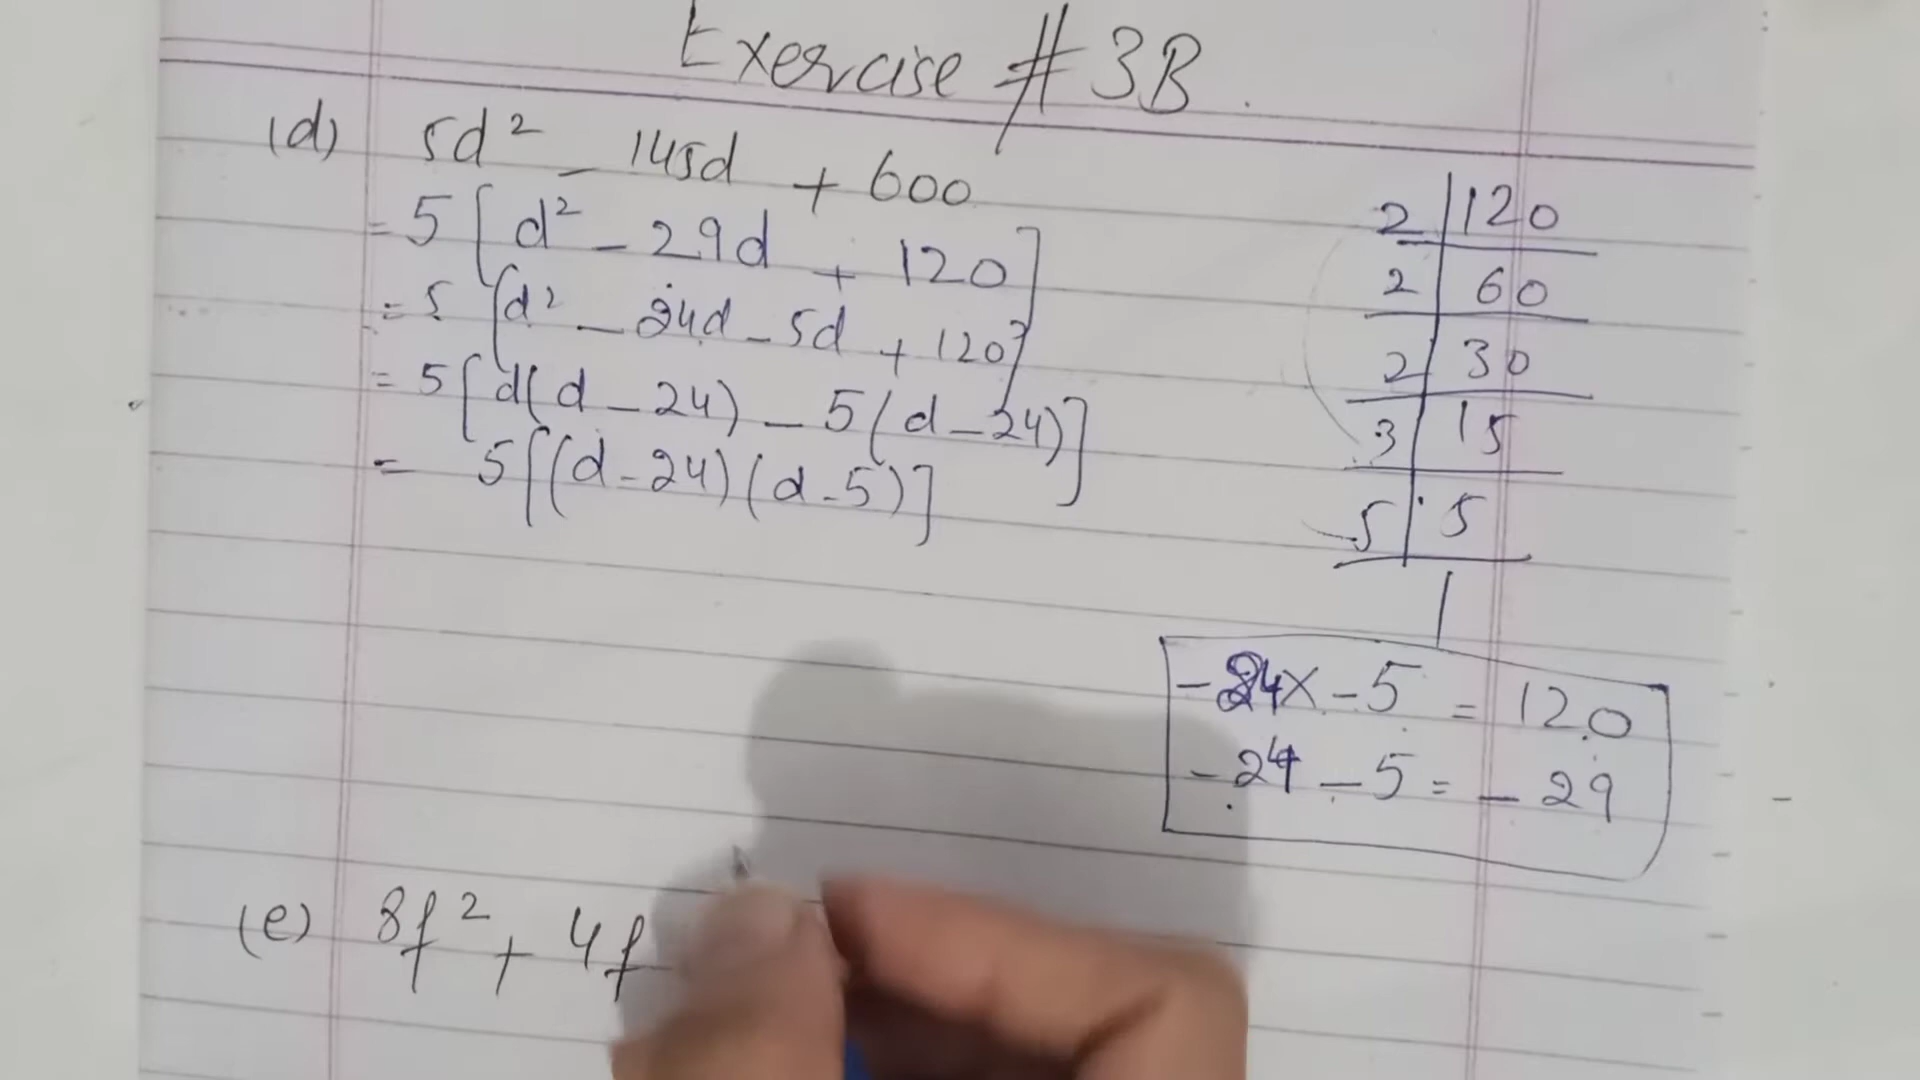 Exercise # 3B.
(d) 5d² - 145d + 600
= 5[d² - 29d + 120]
= 5[d² - 24d - 5d + 120]
= 5[d(d - 24) - 5(d - 24)]
= 5[(d - 24)(d - 5)]
2 | 120
2 | 60
2 | 30
3 | 15
5 | 5
1
-24 x -5 = 120
-24 - 5 = -29
(e) 8f² + 4f